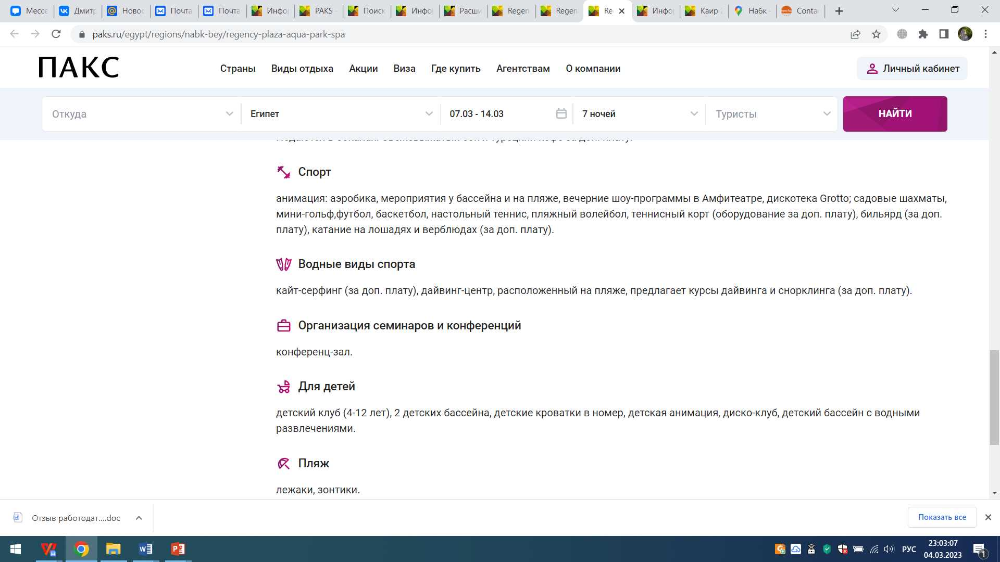 Мессе
Дмитр
Новос
Почта
Почта
Инфор
PAKS -
Поиск
Инфор
Расши
Regen
Regen
Re
Инфор
Каир 2
Набк -
Conta
paks.ru/egypt/regions/nabk-bey/regency-plaza-aqua-park-spa
ПАКС
Страны
Виды отдыха
Акции
Виза
Где купить
Агентствам
О компании
Личный кабинет
Откуда
Египет
07.03 - 14.03
7 ночей
Туристы
НАЙТИ
Спорт
анимация: аэробика, мероприятия у бассейна и на пляже, вечерние шоу-программы в Амфитеатре, дискотека Grotto; садовые шахматы,
мини-гольф,футбол, баскетбол, настольный теннис, пляжный волейбол, теннисный корт (оборудование за доп. плату), бильярд (за доп.
плату), катание на лошадях и верблюдах (за доп. плату).
Водные виды спорта
кайт-серфинг (за доп. плату), дайвинг-центр, расположенный на пляже, предлагает курсы дайвинга и снорклинга (за доп. плату).
Организация семинаров и конференций
конференц-зал.
Для детей
детский клуб (4-12 лет), 2 детских бассейна, детские кроватки в номер, детская анимация, диско-клуб, детский бассейн с водными
развлечениями.
Пляж
лежаки, зонтики.
Отзыв работодат....doc
Показать все
РУС
23:03:07
04.03.2023
1